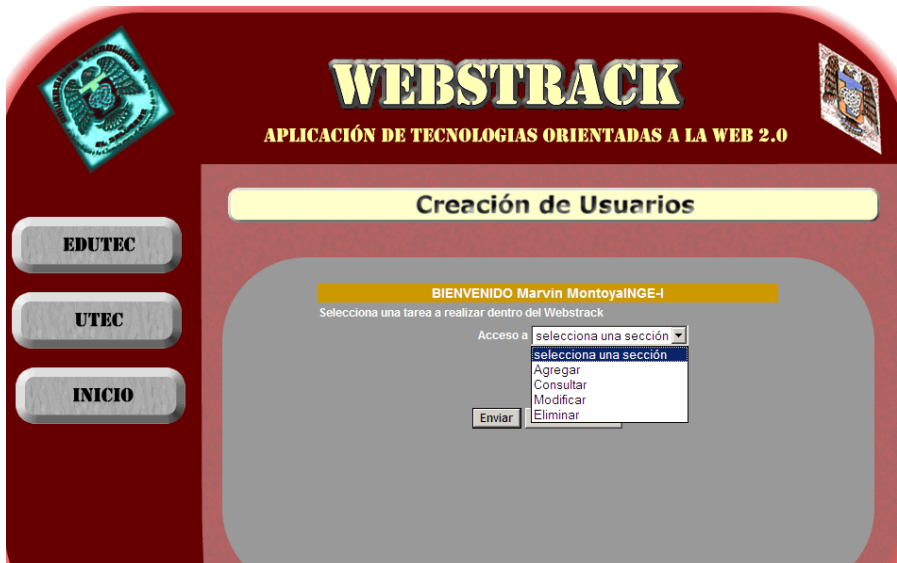 WEBSTRACK
APLICACIÓN DE TECNOLOGIAS ORIENTADAS A LA WEB 2.0
Creación de Usuarios
EDUTEC
UTEC
INICIO
BIENVENIDO Marvin MontoyaINGE-I
Selecciona una tarea a realizar dentro del Webstrack
Acceso a selecciona una sección
selecciona una sección
Agregar
Consultar
Modificar
Eliminar
Enviar